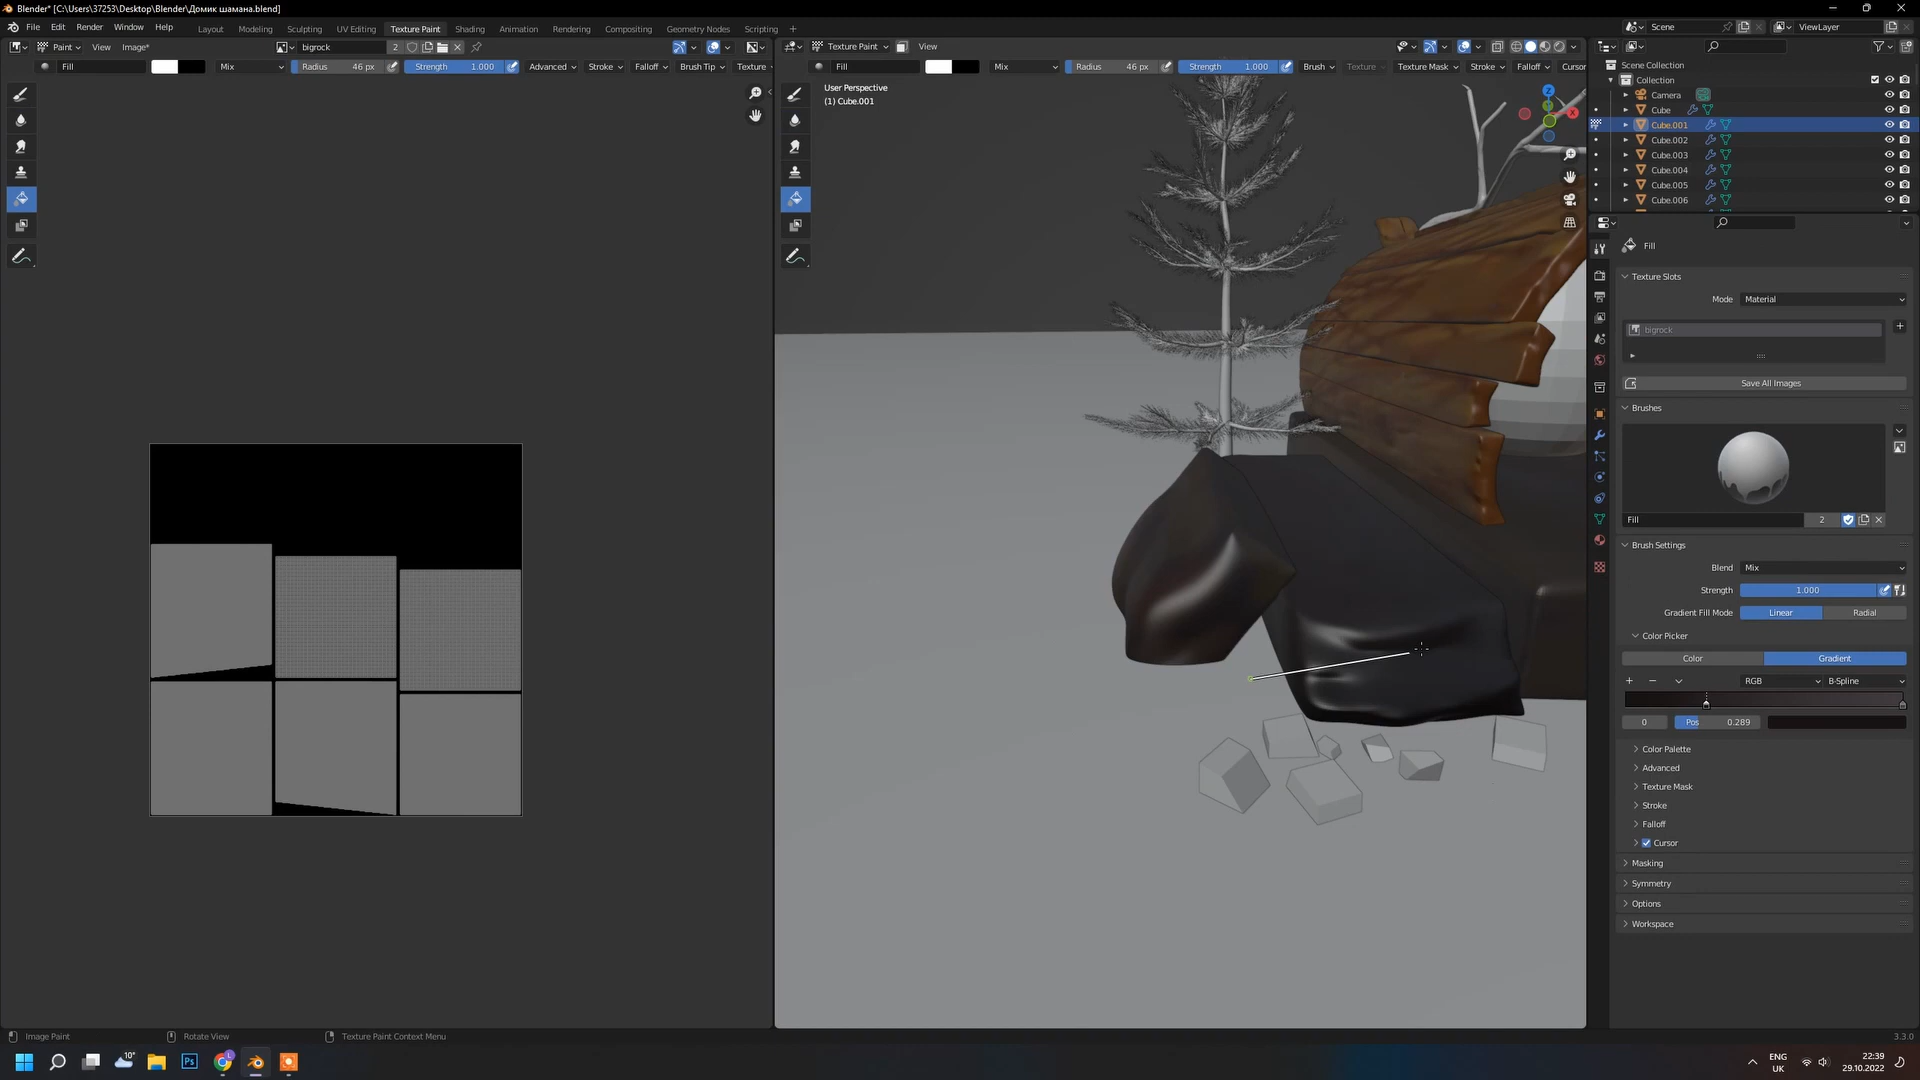 Blender* [C:\Users\37253\Desktop\Blender\Домик шамана.blend]
File Edit Render Window Help
Layout Modeling Sculpting UV Editing Texture Paint Shading Animation Rendering Compositing Geometry Nodes Scripting
Scene ViewLayer
Paint View Image* bigrock 2
Texture Paint View
Fill Mix Radius 46 px Strength 1.000 Advanced Stroke Falloff Brush Tip Texture
Fill Mix Radius 46 px Strength 1.000 Brush Texture Texture Mask Stroke Falloff Cursor
User Perspective
(1) Cube.001
Z
X
Scene Collection
Collection
Camera
Cube
Cube.001
Cube.002
Cube.003
Cube.004
Cube.005
Cube.006
Fill
Texture Slots
Mode Material
bigrock
Save All Images
Brushes
Fill 2
Brush Settings
Blend Mix
Strength 1.000
Gradient Fill Mode Linear Radial
Color Picker
Color Gradient
RGB B-Spline
0 Pos 0.289
Color Palette
Advanced
Texture Mask
Stroke
Falloff
Cursor
Masking
Symmetry
Options
Workspace
Image Paint Rotate View Texture Paint Context Menu 3.3.0
10° Ps
ENG
UK
22:39
29.10.2022